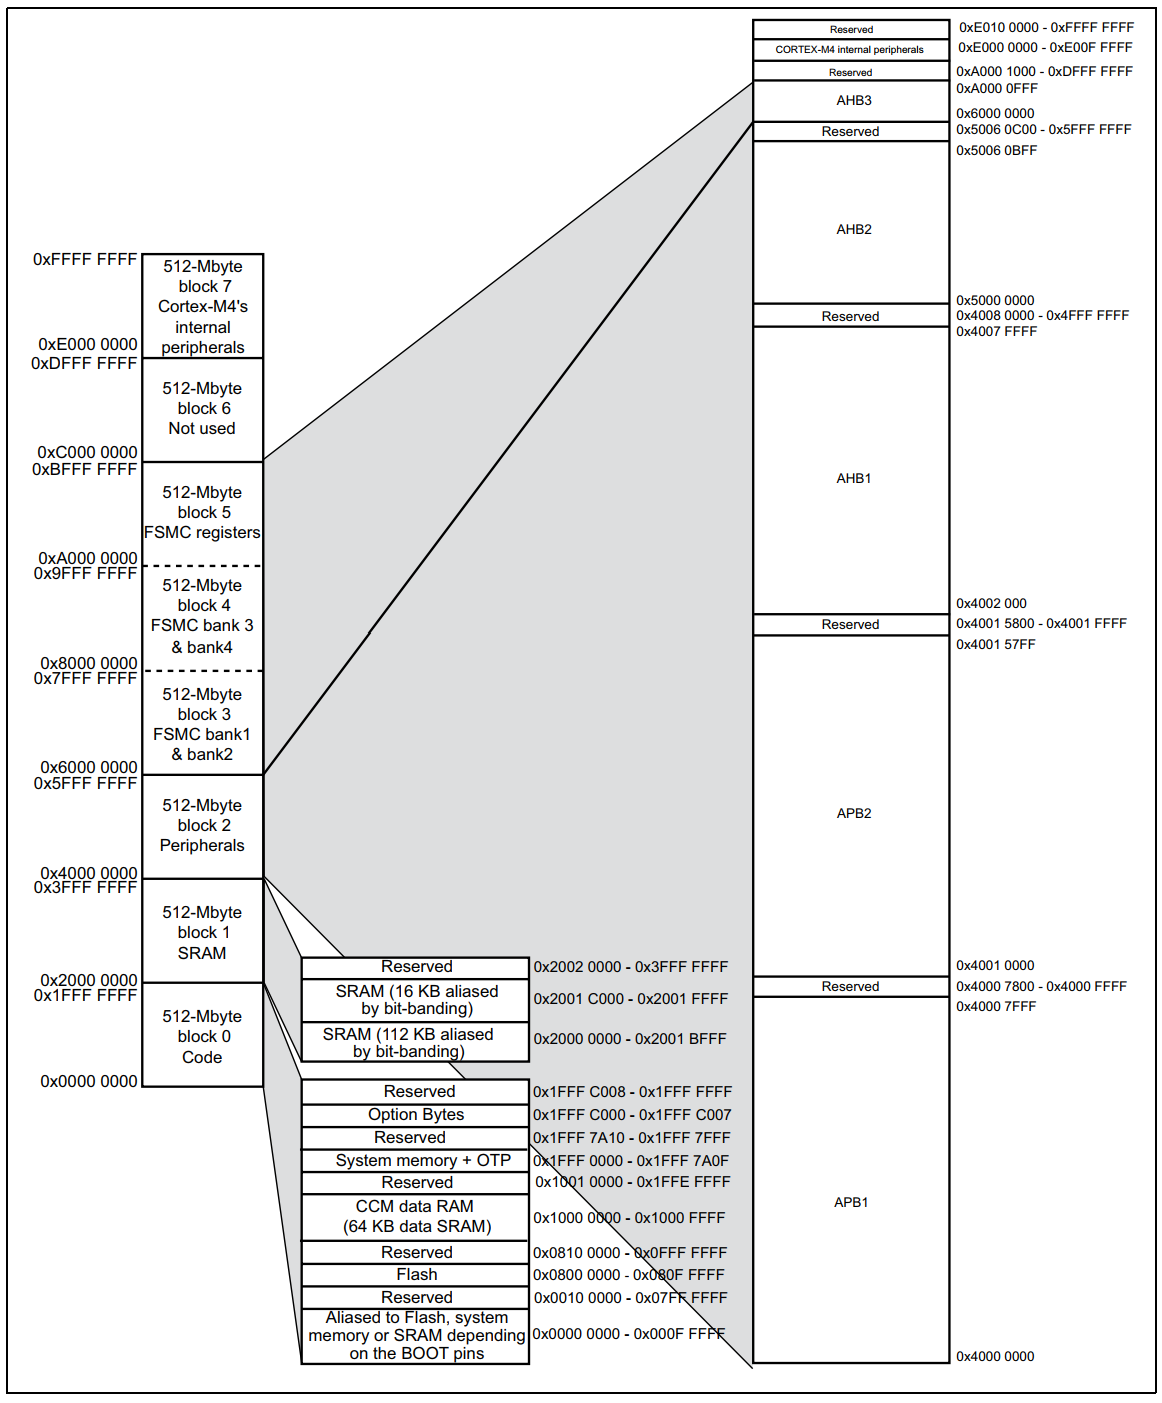 0xFFFF FFFF
512-Mbyte
block 7
Cortex-M4's
internal
peripherals
0xE000 0000
0xDFFF FFFF
512-Mbyte
block 6
Not used
0xC000 0000
0xBFFF FFFF
512-Mbyte
block 5
FSMC registers
0xA000 0000
0x9FFF FFFF
512-Mbyte
block 4
FSMC bank 3
& bank4
0x8000 0000
0x7FFF FFFF
512-Mbyte
block 3
FSMC bank1
& bank2
0x6000 0000
0x5FFF FFFF
512-Mbyte
block 2
Peripherals
0x4000 0000
0x3FFF FFFF
512-Mbyte
block 1
SRAM
0x2000 0000
0x1FFF FFFF
512-Mbyte
block 0
Code
0x0000 0000
Reserved 0x2002 0000 - 0x3FFF FFFF
SRAM (16 KB aliased
by bit-banding)
0x2001 C000 - 0x2001 FFFF
SRAM (112 KB aliased
by bit-banding)
0x2000 0000 - 0x2001 BFFF
Reserved 0x1FFF C008 - 0x1FFF FFFF
Option Bytes 0x1FFF C000 - 0x1FFF C007
Reserved 0x1FFF 7A10 - 0x1FFF 7FFF
System memory + OTP 0x1FFF 0000 - 0x1FFF 7A0F
Reserved 0x1001 0000 - 0x1FFE FFFF
CCM data RAM
(64 KB data SRAM)
0x1000 0000 - 0x1000 FFFF
Reserved 0x0810 0000 - 0x0FFF FFFF
Flash 0x0800 0000 - 0x080F FFFF
Reserved 0x0010 0000 - 0x07FF FFFF
Aliased to Flash, system
memory or SRAM depending
on the BOOT pins
0x0000 0000 - 0x000F FFFF
Reserved 0xE010 0000 - 0xFFFF FFFF
CORTEX-M4 internal peripherals 0xE000 0000 - 0xE00F FFFF
Reserved 0xA000 1000 - 0xDFFF FFFF
0xA000 0FFF
AHB3
0x6000 0000
Reserved 0x5006 0C00 - 0x5FFF FFFF
0x5006 0BFF
AHB2
0x5000 0000
Reserved 0x4008 0000 - 0x4FFF FFFF
0x4007 FFFF
AHB1
0x4002 000
Reserved 0x4001 5800 - 0x4001 FFFF
0x4001 57FF
APB2
0x4001 0000
Reserved 0x4000 7800 - 0x4000 FFFF
0x4000 7FFF
APB1
0x4000 0000